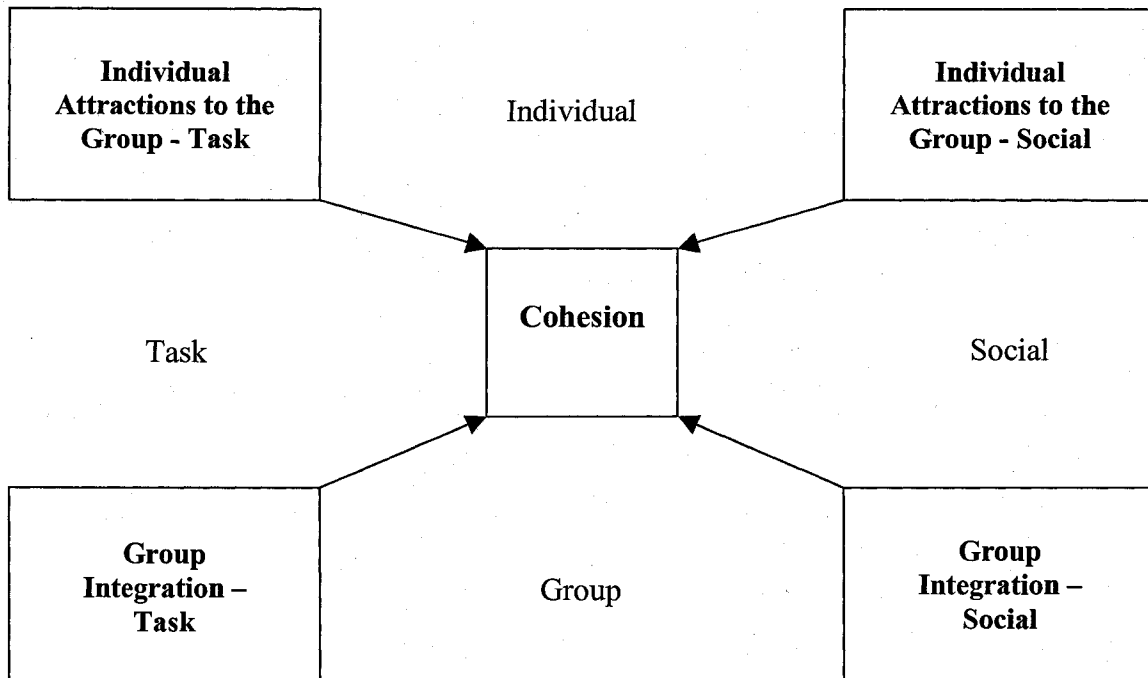 Individual
Attractions to the
Group - Task
Individual
Individual
Attractions to the
Group - Social
Cohesion
Task
Social
Group
Integration –
Task
Group
Group
Integration –
Social